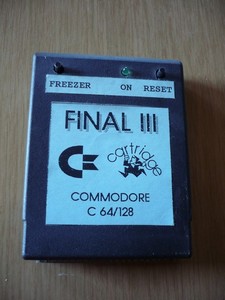 FREEZER ON RESET
FINAL III
cartridge
COMMODORE
C 64/128